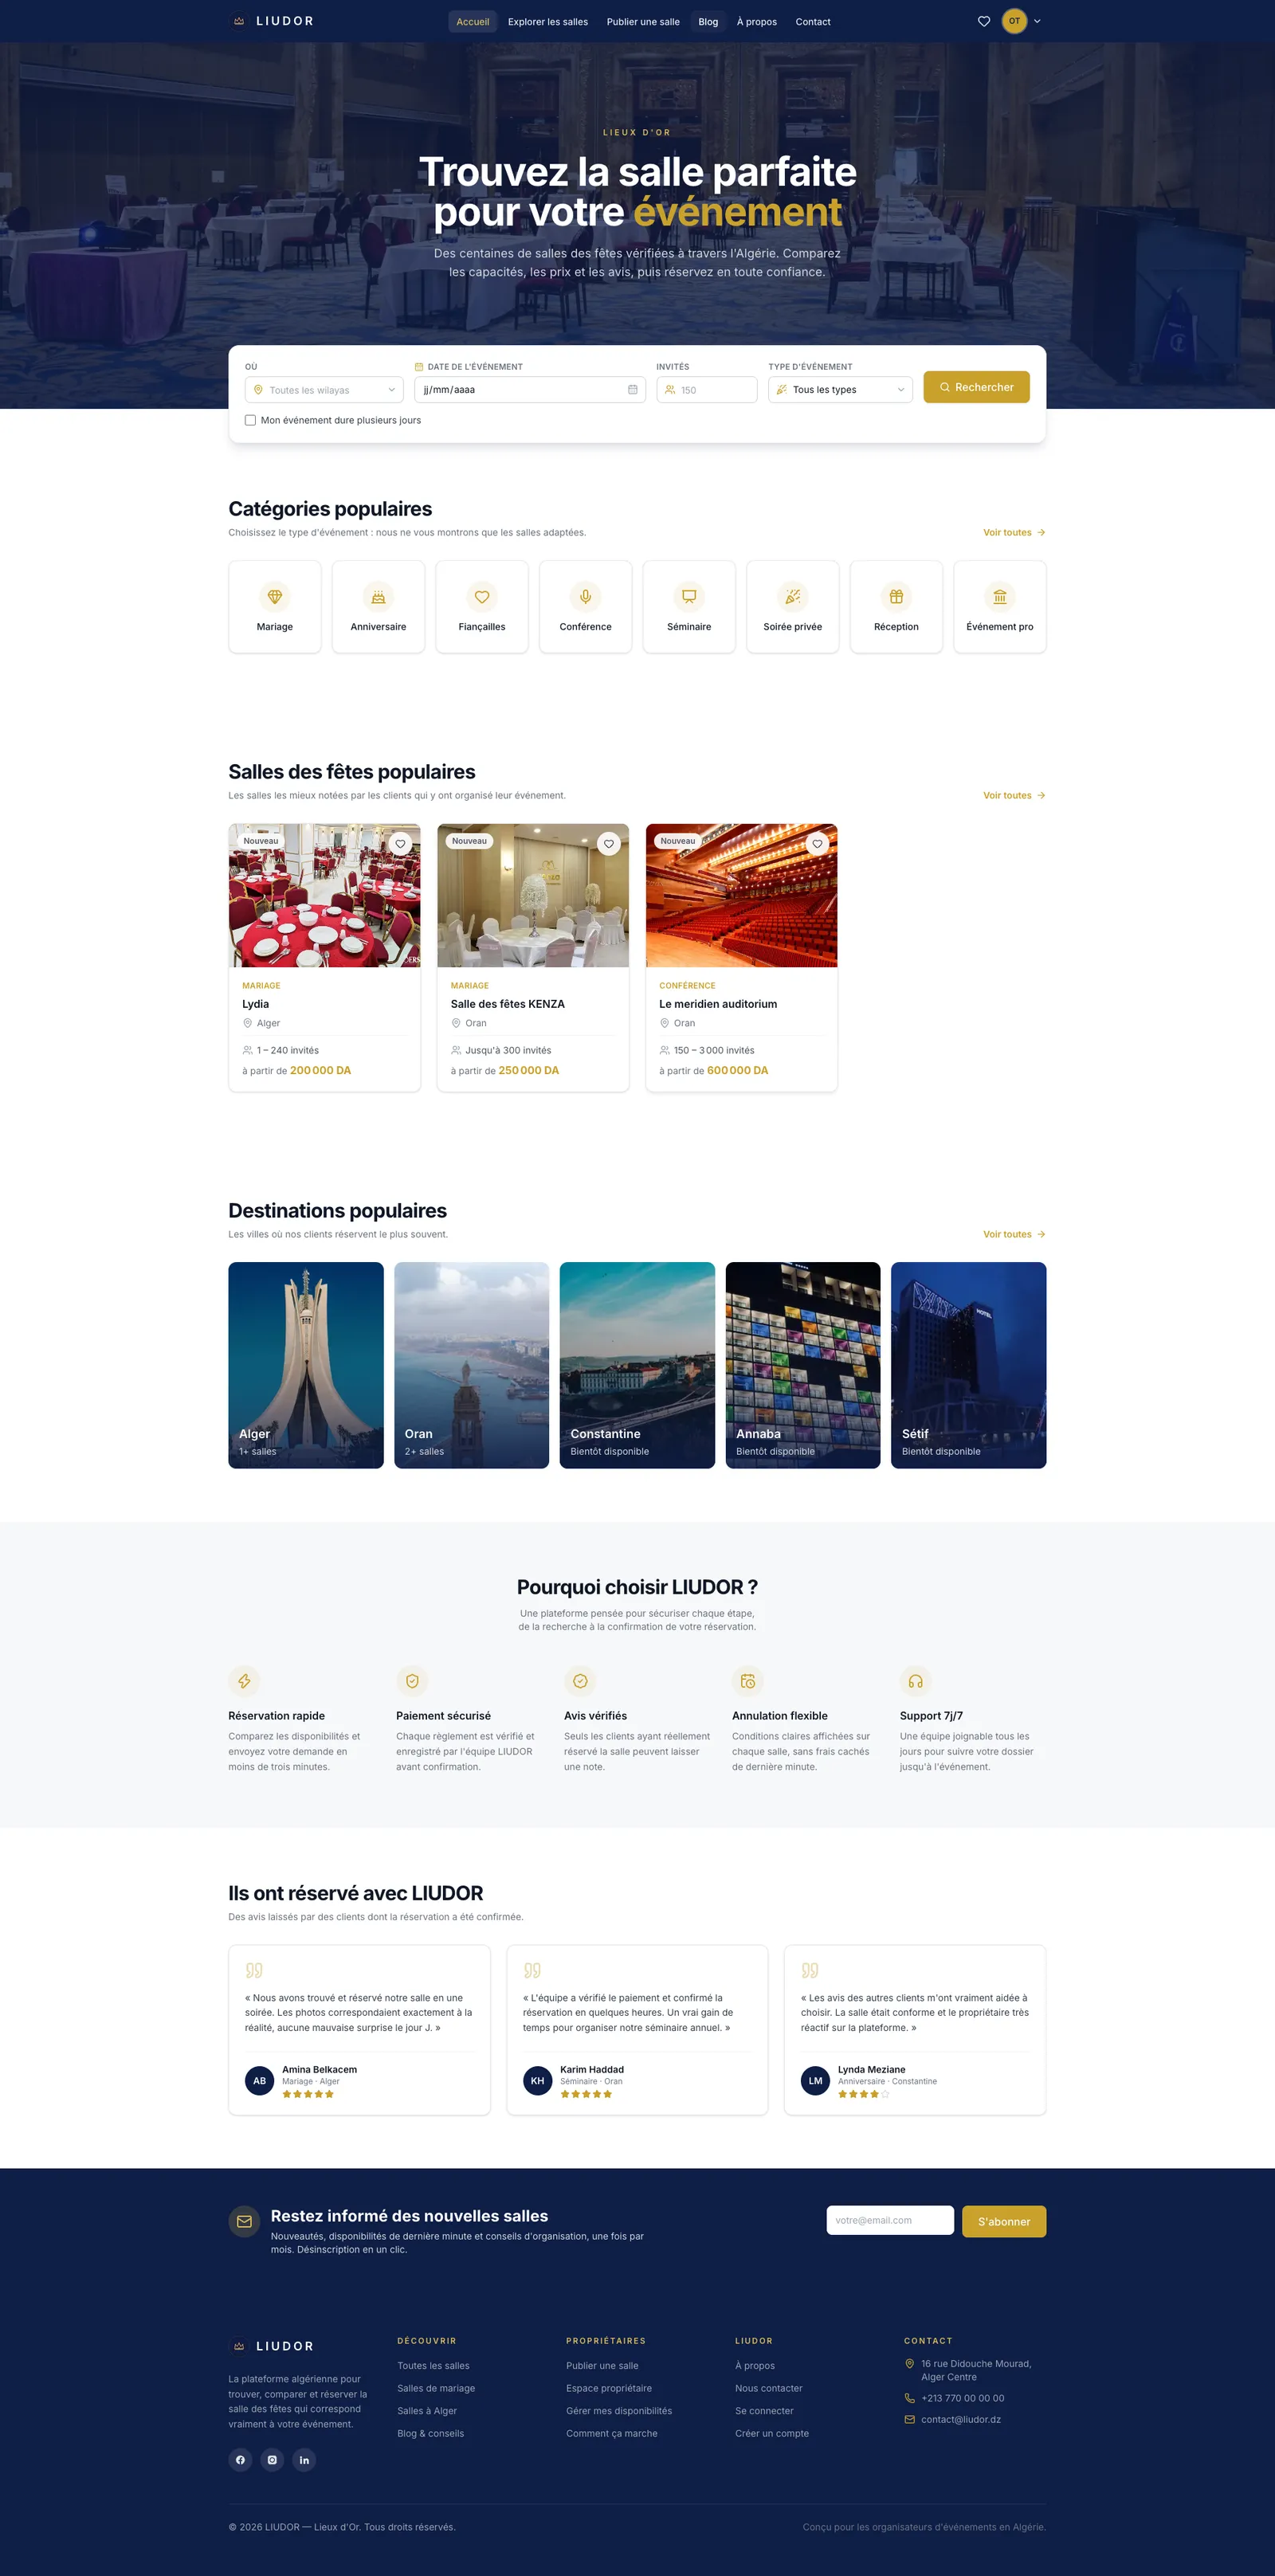 LIUDOR
Accueil Explorer les salles Publier une salle Blog À propos Contact
OT
LIEUX D'OR
Trouvez la salle parfaite
pour votre événement
Des centaines de salles des fêtes vérifiées à travers l'Algérie. Comparez
les capacités, les prix et les avis, puis réservez en toute confiance.
OÙ
Toutes les wilayas
DATE DE L'ÉVÉNEMENT
jj/mm/aaaa
INVITÉS
150
TYPE D'ÉVÉNEMENT
Tous les types
Rechercher
Mon événement dure plusieurs jours
Catégories populaires
Choisissez le type d'événement : nous ne vous montrons que les salles adaptées.
Voir toutes
Mariage
Anniversaire
Fiançailles
Conférence
Séminaire
Soirée privée
Réception
Événement pro
Salles des fêtes populaires
Les salles les mieux notées par les clients qui y ont organisé leur événement.
Voir toutes
Nouveau
MARIAGE
Lydia
Alger
1 – 240 invités
à partir de 200 000 DA
Nouveau
MARIAGE
Salle des fêtes KENZA
Oran
Jusqu'à 300 invités
à partir de 250 000 DA
Nouveau
CONFÉRENCE
Le meridien auditorium
Oran
150 – 3 000 invités
à partir de 600 000 DA
Destinations populaires
Les villes où nos clients réservent le plus souvent.
Voir toutes
Alger
1+ salles
Oran
2+ salles
Constantine
Bientôt disponible
Annaba
Bientôt disponible
HOTEL
Sétif
Bientôt disponible
Pourquoi choisir LIUDOR ?
Une plateforme pensée pour sécuriser chaque étape,
de la recherche à la confirmation de votre réservation.
Réservation rapide
Comparez les disponibilités et
envoyez votre demande en
moins de trois minutes.
Paiement sécurisé
Chaque règlement est vérifié et
enregistré par l'équipe LIUDOR
avant confirmation.
Avis vérifiés
Seuls les clients ayant réellement
réservé la salle peuvent laisser
une note.
Annulation flexible
Conditions claires affichées sur
chaque salle, sans frais cachés
de dernière minute.
Support 7j/7
Une équipe joignable tous les
jours pour suivre votre dossier
jusqu'à l'événement.
Ils ont réservé avec LIUDOR
Des avis laissés par des clients dont la réservation a été confirmée.
« Nous avons trouvé et réservé notre salle en une
soirée. Les photos correspondaient exactement à la
réalité, aucune mauvaise surprise le jour J. »
AB
Amina Belkacem
Mariage · Alger
« L'équipe a vérifié le paiement et confirmé la
réservation en quelques heures. Un vrai gain de
temps pour organiser notre séminaire annuel. »
KH
Karim Haddad
Séminaire · Oran
« Les avis des autres clients m'ont vraiment aidée à
choisir. La salle était conforme et le propriétaire très
réactif sur la plateforme. »
LM
Lynda Meziane
Anniversaire · Constantine
Restez informé des nouvelles salles
Nouveautés, disponibilités de dernière minute et conseils d'organisation, une fois par
mois. Désinscription en un clic.
votre@email.com
S'abonner
LIUDOR
La plateforme algérienne pour
trouver, comparer et réserver la
salle des fêtes qui correspond
vraiment à votre événement.
DÉCOUVRIR
Toutes les salles
Salles de mariage
Salles à Alger
Blog & conseils
PROPRIÉTAIRES
Publier une salle
Espace propriétaire
Gérer mes disponibilités
Comment ça marche
LIUDOR
À propos
Nous contacter
Se connecter
Créer un compte
CONTACT
16 rue Didouche Mourad,
Alger Centre
+213 770 00 00 00
contact@liudor.dz
© 2026 LIUDOR — Lieux d'Or. Tous droits réservés.
Conçu pour les organisateurs d'événements en Algérie.